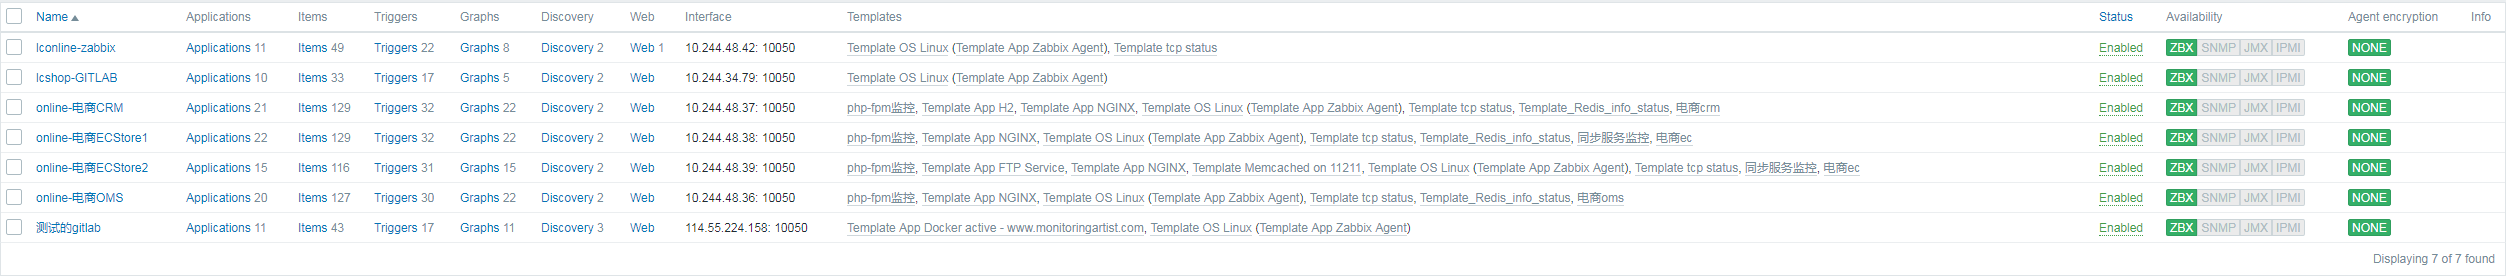 Name Applications Items Triggers Graphs Discovery Web Interface Templates Status Availability Agent encryption Info
lconline-zabbix Applications 11 Items 49 Triggers 22 Graphs 8 Discovery 2 Web 1 10.244.48.42: 10050 Template OS Linux (Template App Zabbix Agent), Template tcp status Enabled ZBX SNMP JMX IPMI NONE
lcshop-GITLAB Applications 10 Items 33 Triggers 17 Graphs 5 Discovery 2 Web 10.244.34.79: 10050 Template OS Linux (Template App Zabbix Agent) Enabled ZBX SNMP JMX IPMI NONE
online-电商CRM Applications 21 Items 129 Triggers 32 Graphs 22 Discovery 2 Web 10.244.48.37: 10050 php-fpm监控, Template App H2, Template App NGINX, Template OS Linux (Template App Zabbix Agent), Template tcp status, Template_Redis_info_status, 电商crm Enabled ZBX SNMP JMX IPMI NONE
online-电商ECStore1 Applications 22 Items 129 Triggers 32 Graphs 22 Discovery 2 Web 10.244.48.38: 10050 php-fpm监控, Template App NGINX, Template OS Linux (Template App Zabbix Agent), Template tcp status, Template_Redis_info_status, 同步服务监控, 电商ec Enabled ZBX SNMP JMX IPMI NONE
online-电商ECStore2 Applications 15 Items 116 Triggers 31 Graphs 15 Discovery 2 Web 10.244.48.39: 10050 php-fpm监控, Template App FTP Service, Template App NGINX, Template Memcached on 11211, Template OS Linux (Template App Zabbix Agent), Template tcp status, 同步服务监控, 电商ec Enabled ZBX SNMP JMX IPMI NONE
online-电商OMS Applications 20 Items 127 Triggers 30 Graphs 22 Discovery 2 Web 10.244.48.36: 10050 php-fpm监控, Template App NGINX, Template OS Linux (Template App Zabbix Agent), Template tcp status, Template_Redis_info_status, 电商oms Enabled ZBX SNMP JMX IPMI NONE
测试的gitlab Applications 11 Items 43 Triggers 17 Graphs 11 Discovery 3 Web 114.55.224.158: 10050 Template App Docker active - www.monitoringartist.com, Template OS Linux (Template App Zabbix Agent) Enabled ZBX SNMP JMX IPMI NONE
Displaying 7 of 7 found